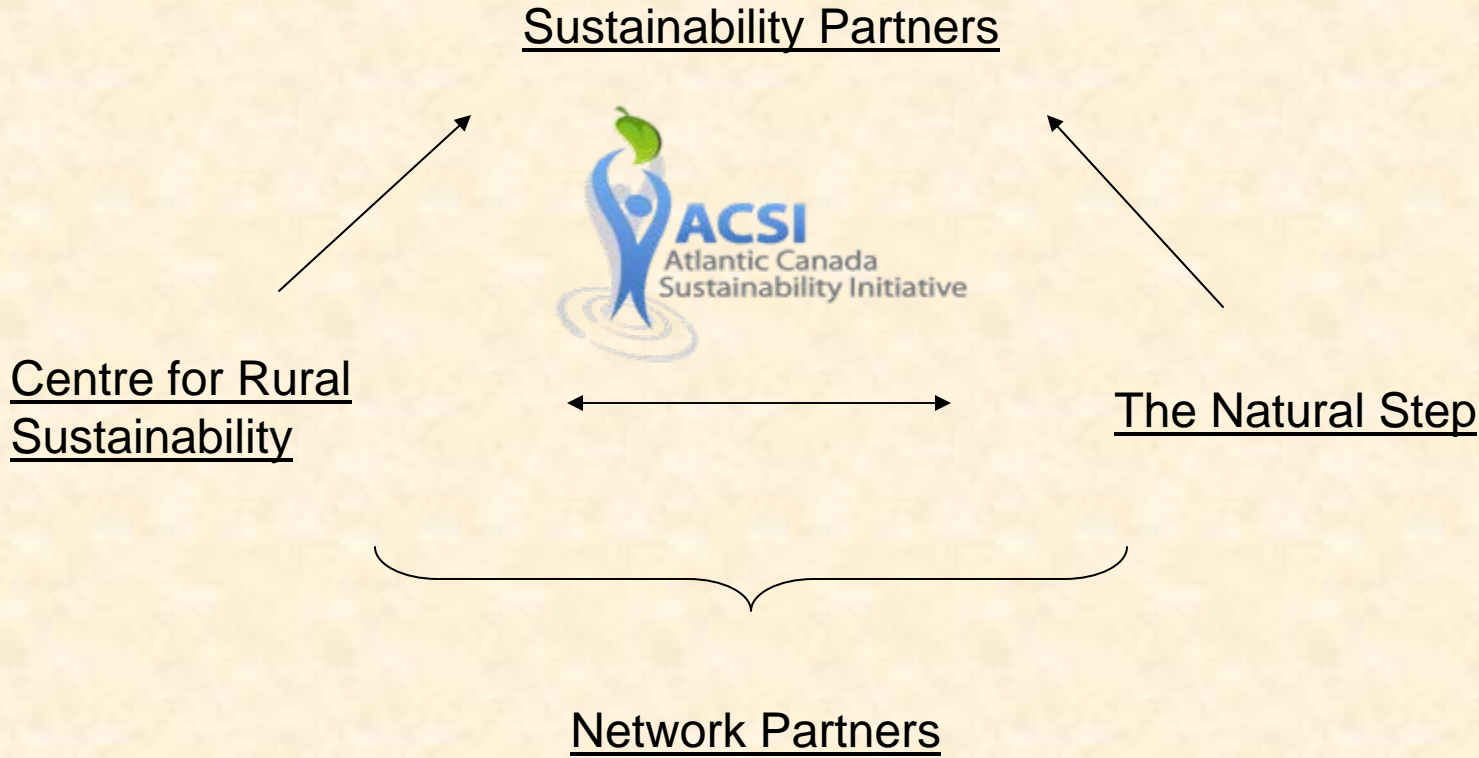 Sustainability Partners
ACSI
Atlantic Canada
Sustainability Initiative
Centre for Rural
Sustainability
The Natural Step
Network Partners